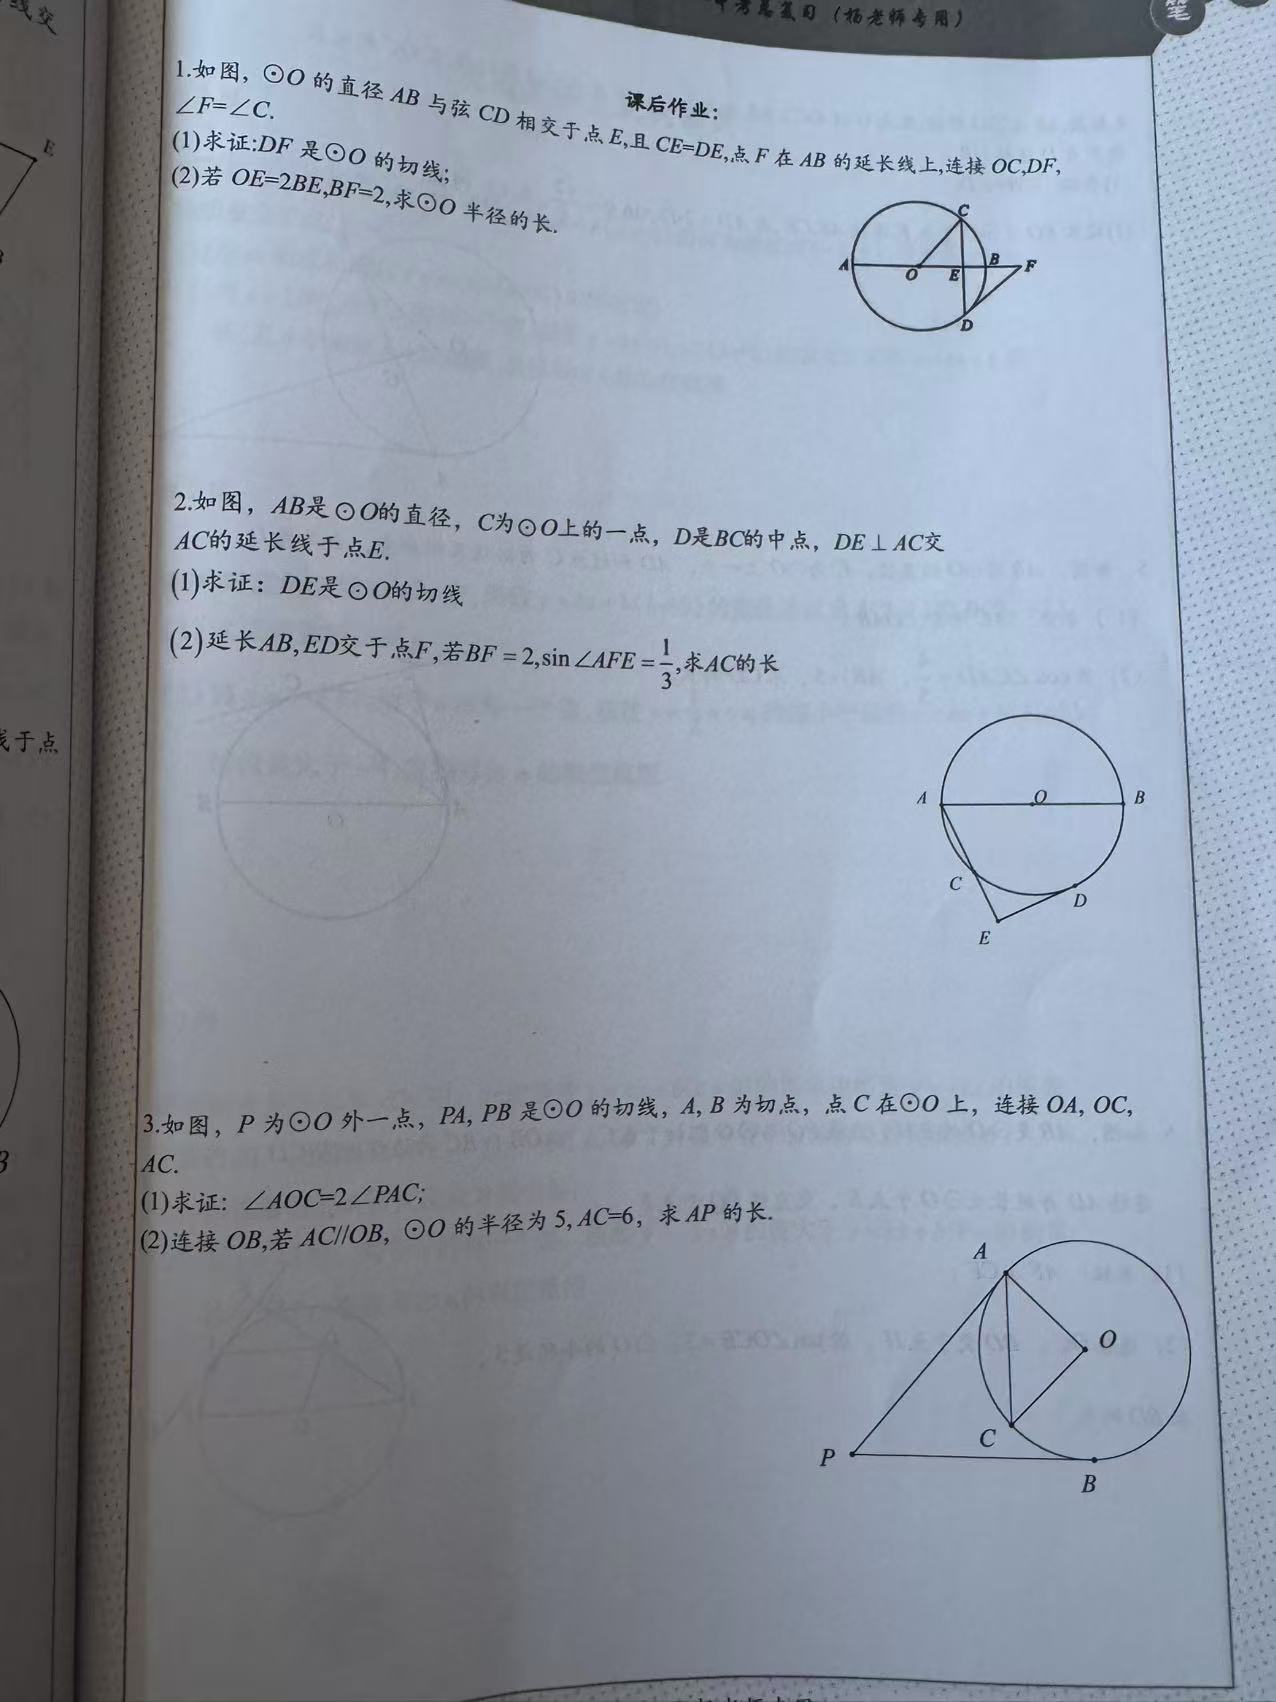 中考总复习（杨老师专用）
笔
线交
E
线于点
B
课后作业：
1.如图，⊙O 的直径 AB 与弦 CD 相交于点 E,且 CE=DE,点 F 在 AB 的延长线上,连接 OC,DF,
∠F=∠C.
(1)求证:DF 是⊙O 的切线;
(2)若 OE=2BE,BF=2,求⊙O 半径的长.
C
A O E B F
D
2.如图，AB是⊙O的直径，C为⊙O上的一点，D是BC的中点，DE⊥AC交
AC的延长线于点E.
(1)求证：DE是⊙O的切线
(2)延长AB,ED交于点F,若BF=2,sin∠AFE=1/3,求AC的长
A O B
C D
E
3.如图，P 为⊙O 外一点，PA, PB 是⊙O 的切线，A, B 为切点，点 C 在⊙O 上，连接 OA, OC,
AC.
(1)求证：∠AOC=2∠PAC;
(2)连接 OB,若 AC//OB，⊙O 的半径为 5, AC=6，求 AP 的长.
A
O
C
P
B